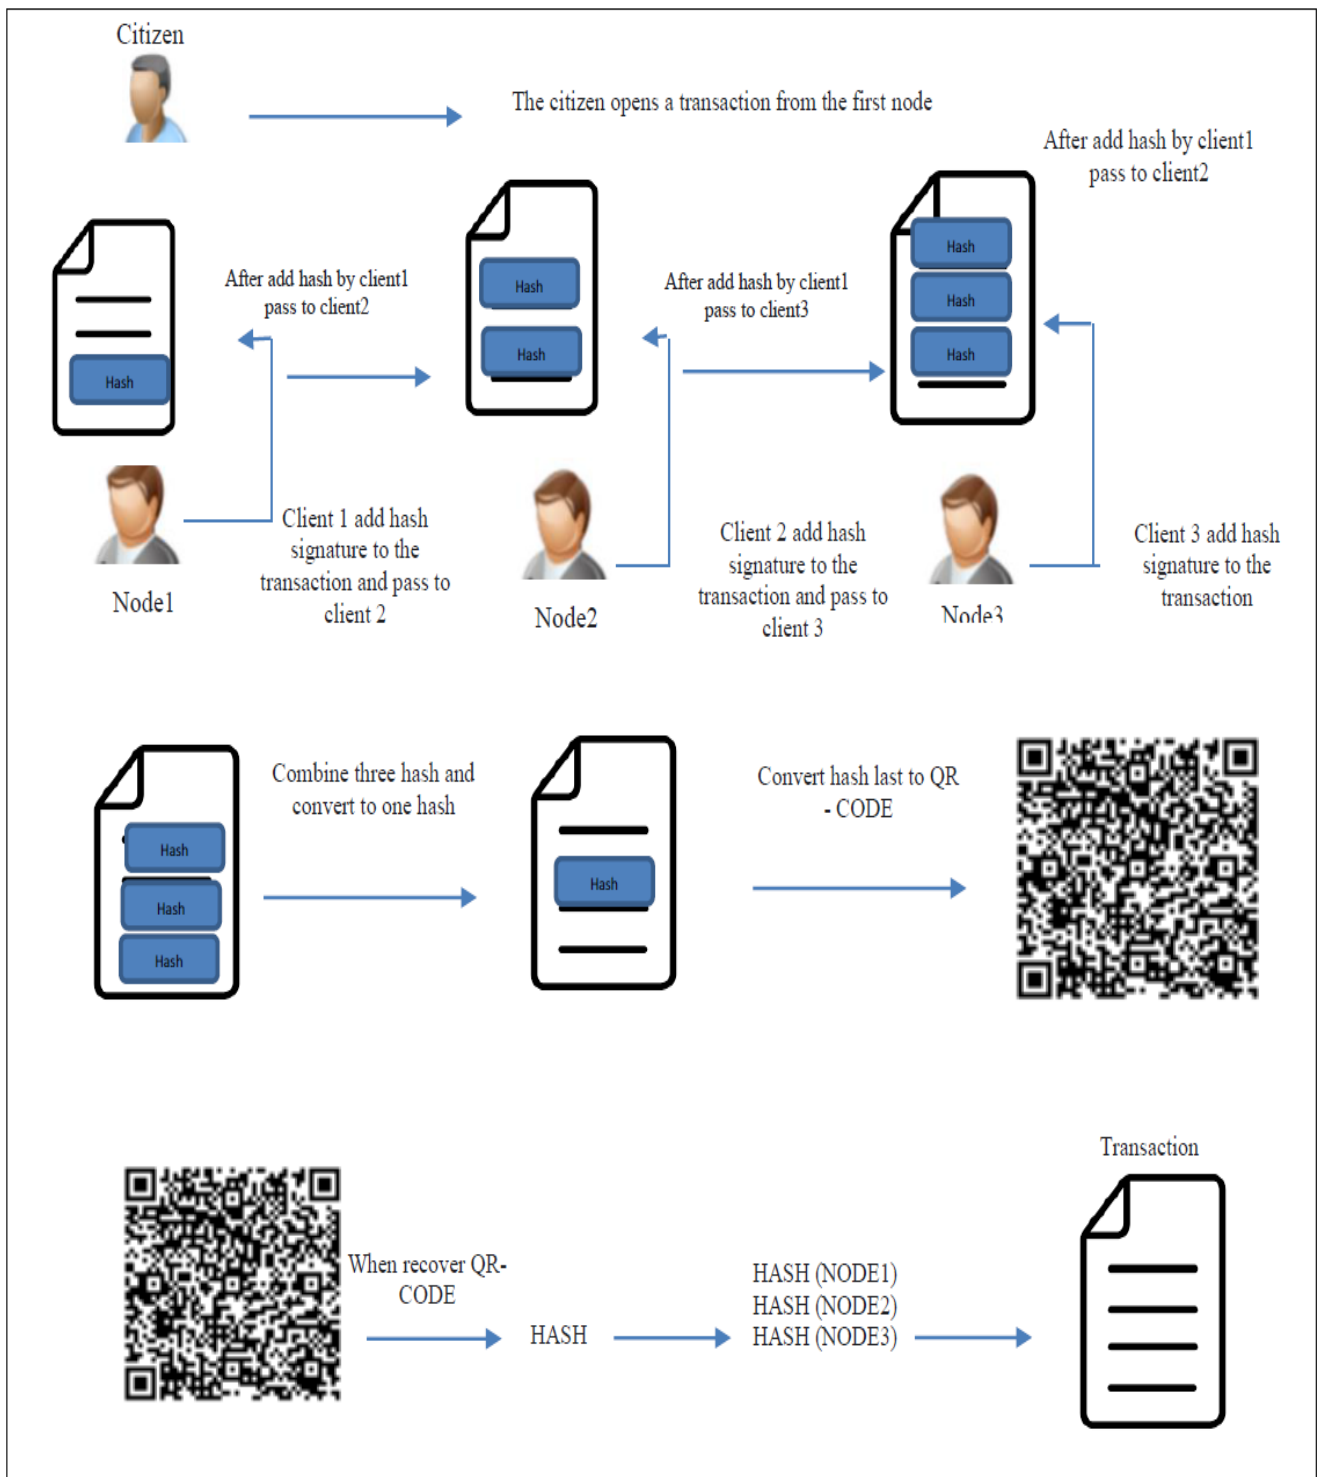 Citizen
The citizen opens a transaction from the first node
After add hash by client1
pass to client2
Hash
After add hash by client1
pass to client2
Hash
Hash
After add hash by client1
pass to client3
Hash
Hash
Hash
Node1
Client 1 add hash
signature to the
transaction and pass to
client 2
Node2
Client 2 add hash
signature to the
transaction and pass to
client 3
Node3
Client 3 add hash
signature to the
transaction
Hash
Hash
Hash
Combine three hash and
convert to one hash
Hash
Convert hash last to QR
- CODE
When recover QR-
CODE
HASH
HASH (NODE1)
HASH (NODE2)
HASH (NODE3)
Transaction